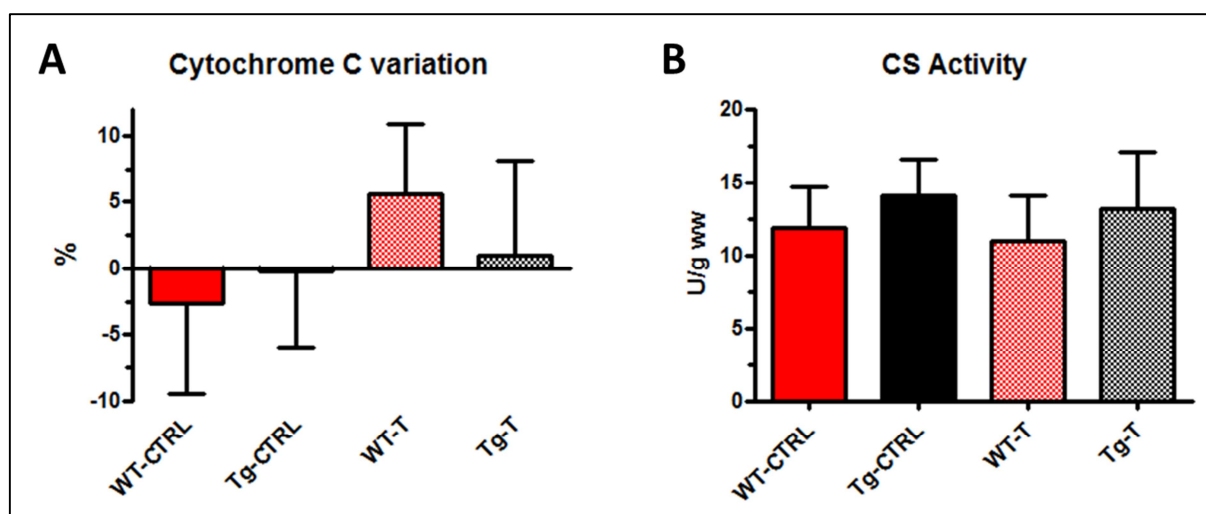 A
Cytochrome C variation
%
10
5
0
-5
-10
WT-CTRL
Tg-CTRL
WT-T
Tg-T
B
CS Activity
U/g ww
20
15
10
5
0
WT-CTRL
Tg-CTRL
WT-T
Tg-T